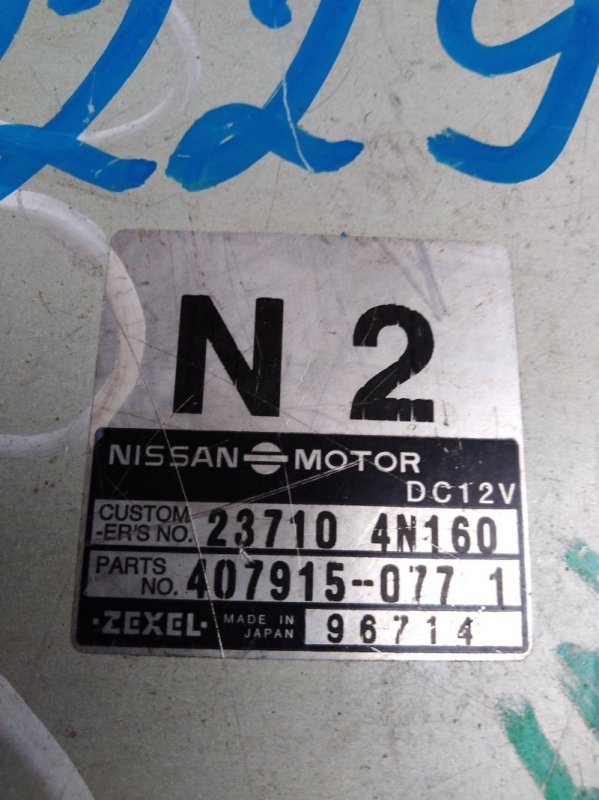 229
N 2
NISSAN MOTOR
DC12V
CUSTOM
-ER'S NO. 23710 4N160
PARTS
NO. 407915-077 1
·ZEXEL· MADE IN
JAPAN 96714